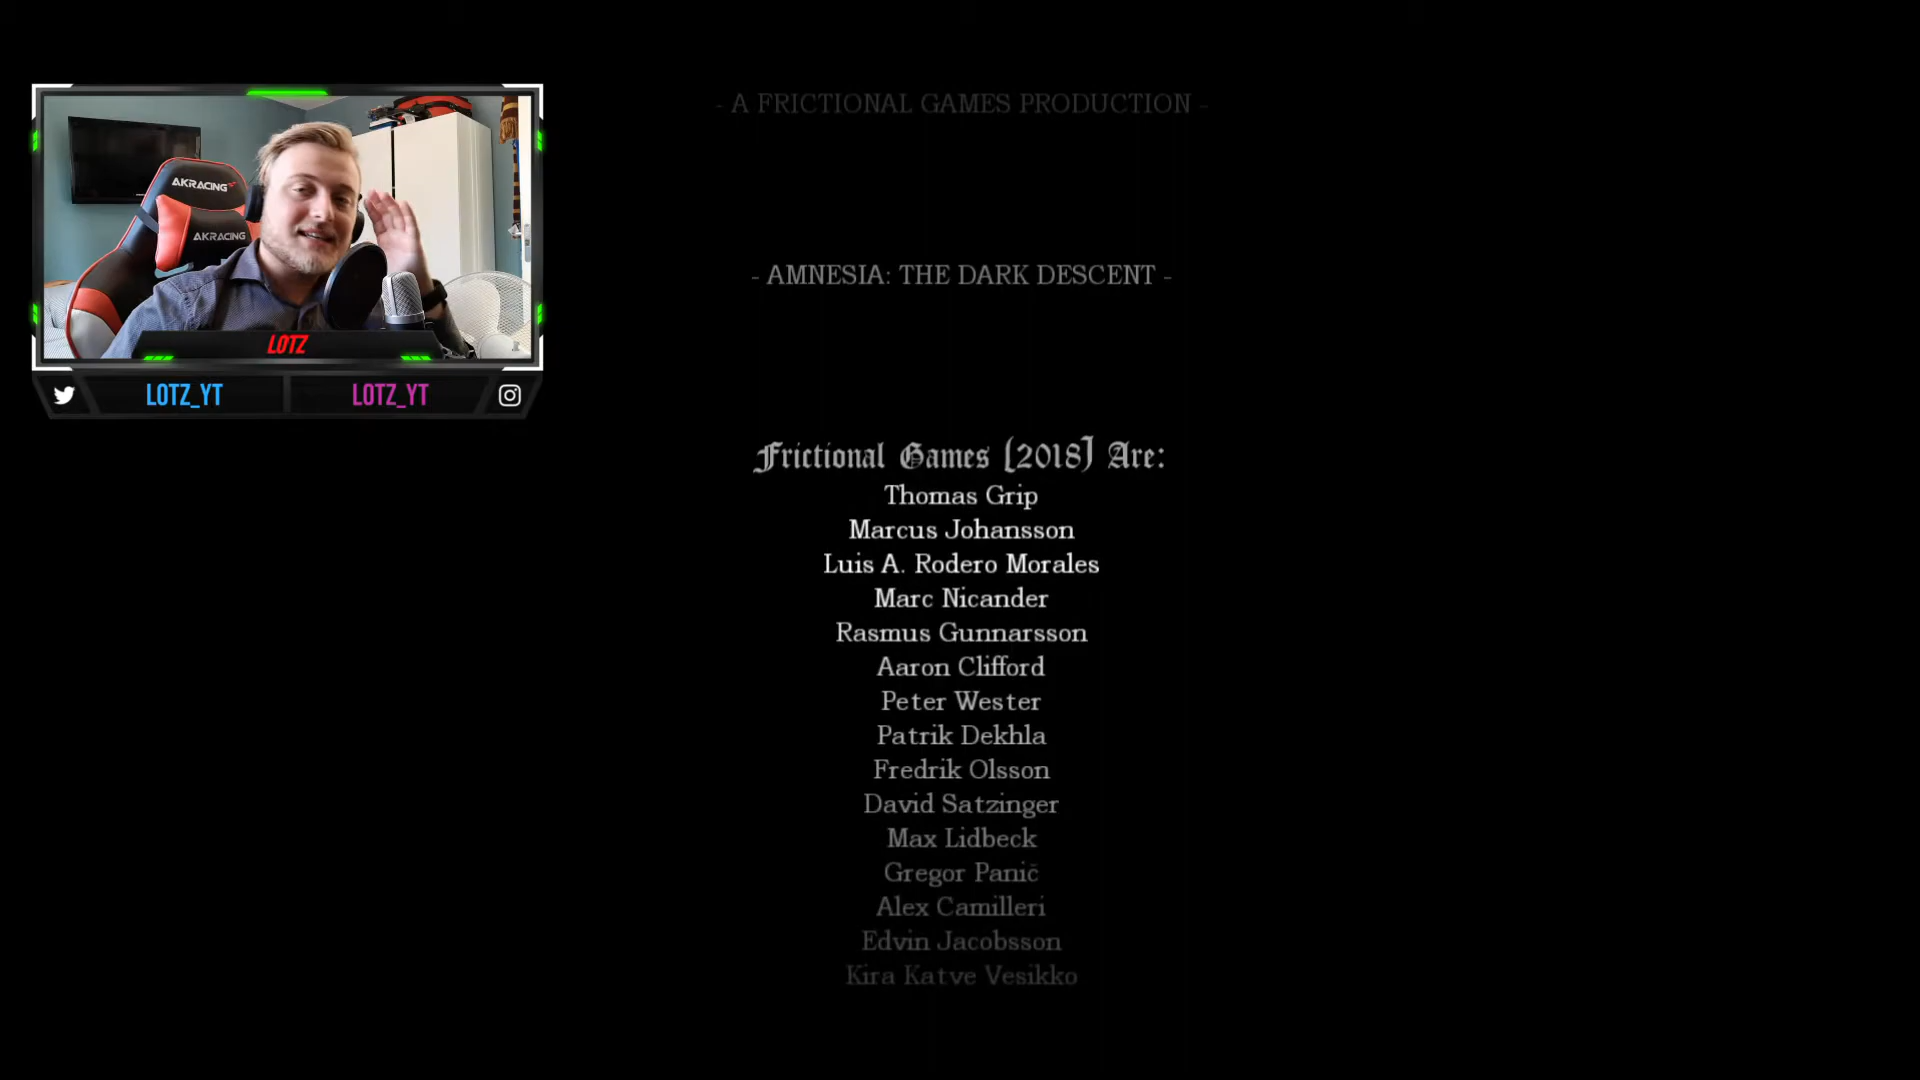 AKRACING
AKRACING
LOTZ
LOTZ_YT
LOTZ_YT
- A FRICTIONAL GAMES PRODUCTION -
- AMNESIA: THE DARK DESCENT -
Frictional Games [2018] Are:
Thomas Grip
Marcus Johansson
Luis A. Rodero Morales
Marc Nicander
Rasmus Gunnarsson
Aaron Clifford
Peter Wester
Patrik Dekhla
Fredrik Olsson
David Satzinger
Max Lidbeck
Gregor Panič
Alex Camilleri
Edvin Jacobsson
Kira Katve Vesikko